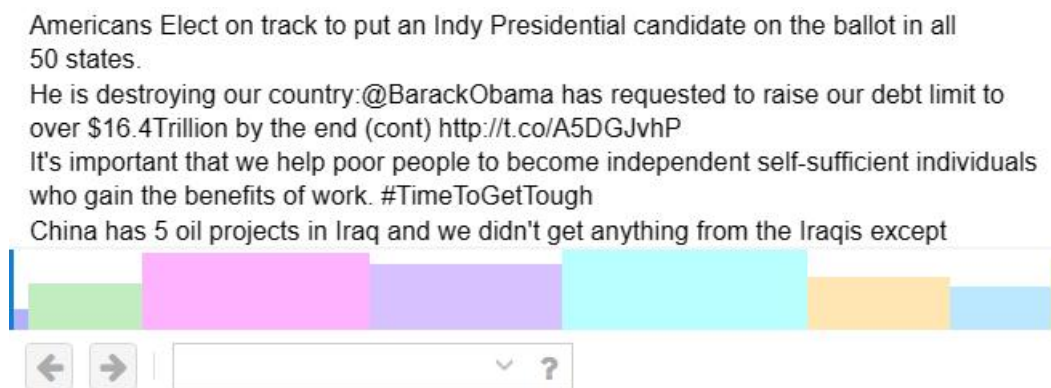 Americans Elect on track to put an Indy Presidential candidate on the ballot in all
50 states.
He is destroying our country:@BarackObama has requested to raise our debt limit to
over $16.4Trillion by the end (cont) http://t.co/A5DGJvhP
It's important that we help poor people to become independent self-sufficient individuals
who gain the benefits of work. #TimeToGetTough
China has 5 oil projects in Iraq and we didn't get anything from the Iraqis except
?